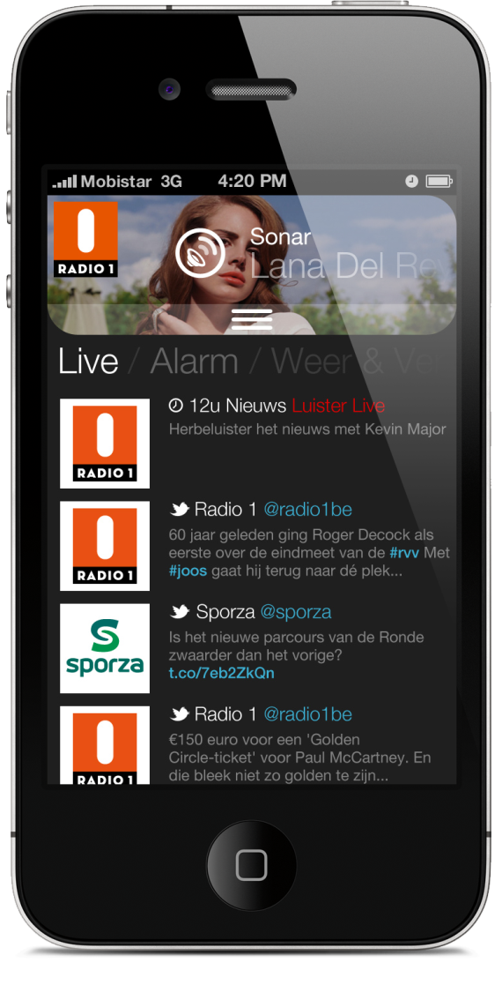 Mobistar 3G 4:20 PM
RADIO 1
Sonar
Lana Del Rey
Live / Alarm / Weer & Ve
12u Nieuws Luister Live
Herbeluister het nieuws met Kevin Major
RADIO 1
Radio 1 @radio1be
60 jaar geleden ging Roger Decock als
eerste over de eindmeet van de #rvv Met
#joos gaat hij terug naar dé plek...
RADIO 1
Sporza @sporza
Is het nieuwe parcours van de Ronde
zwaarder dan het vorige?
t.co/7eb2ZkQn
sporza
Radio 1 @radio1be
€150 euro voor een 'Golden
Circle-ticket' voor Paul McCartney. En
die bleek niet zo golden te zijn...
RADIO 1